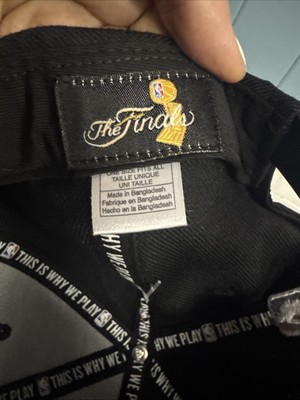 The Finals
ONE SIZE FITS ALL
TAILLE UNIQUE
UNI TAILLE
Made in Bangladesh
Fabriqué en Bangladesh
Hecho en Bangladesh
THIS IS WHY WE PLAY
THIS IS WHY WE PLAY
THIS IS WHY WE PLAY